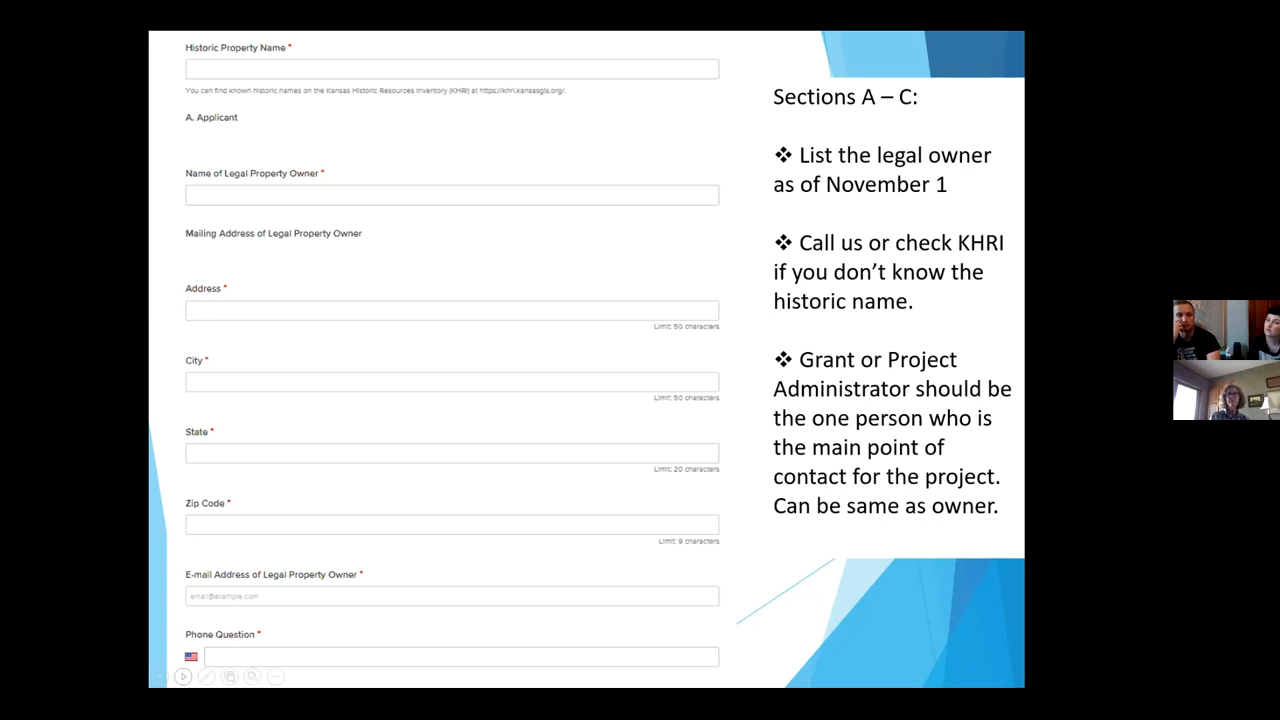 Historic Property Name *
You can find known historic names on the Kansas Historic Resources Inventory (KHRI) at https://khri.kansasgis.org/.
A. Applicant
Name of Legal Property Owner *
Mailing Address of Legal Property Owner
Address *
Limit: 50 characters
City *
Limit: 50 characters
State *
Limit: 20 characters
Zip Code *
Limit: 9 characters
E-mail Address of Legal Property Owner *
email@example.com
Phone Question *
Sections A – C:
❖ List the legal owner
as of November 1
❖ Call us or check KHRI
if you don’t know the
historic name.
❖ Grant or Project
Administrator should be
the one person who is
the main point of
contact for the project.
Can be same as owner.